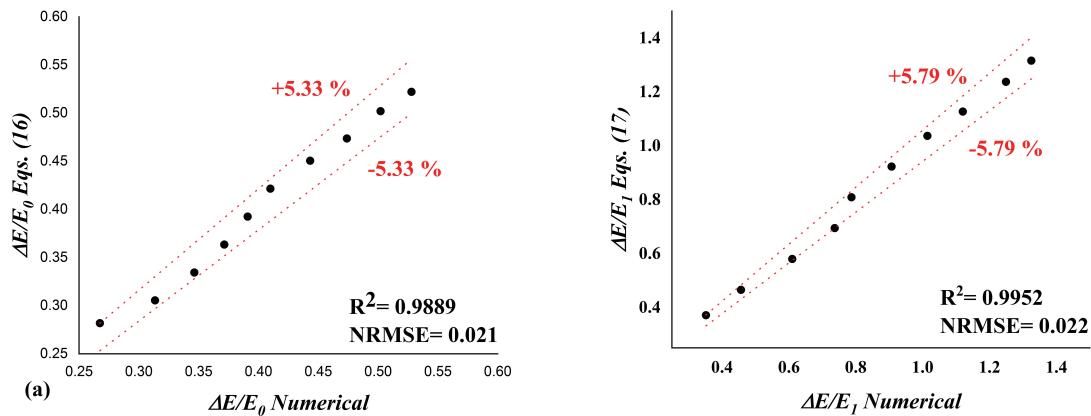 0.60
0.55
0.50
0.45
0.40
0.35
0.30
0.25
ΔE/E0 Eqs. (16)
+5.33 %
-5.33 %
R2= 0.9889
NRMSE= 0.021
0.25 0.30 0.35 0.40 0.45 0.50 0.55 0.60
(a)
ΔE/E0 Numerical
1.4
1.2
1.0
0.8
0.6
0.4
ΔE/E1 Eqs. (17)
+5.79 %
-5.79 %
R2= 0.9952
NRMSE= 0.022
0.4 0.6 0.8 1.0 1.2 1.4
ΔE/E1 Numerical